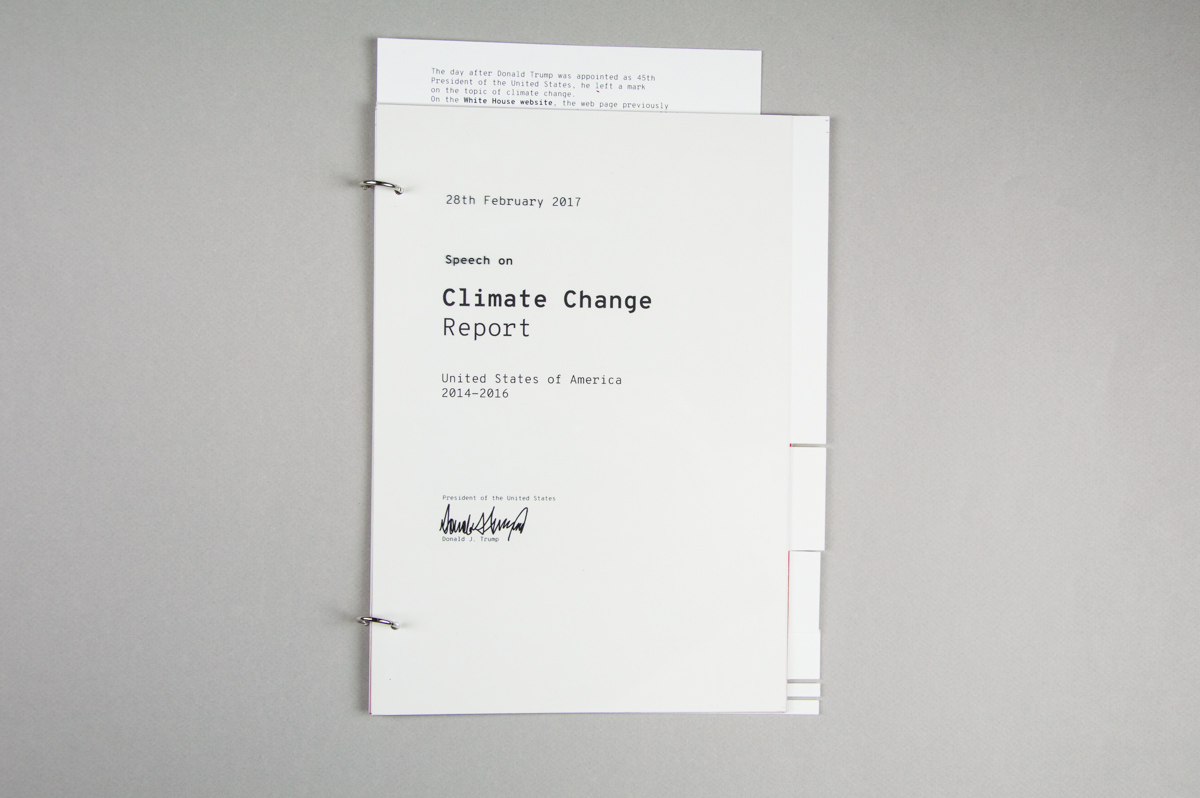 The day after Donald Trump was appointed as 45th
President of the United States, he left a mark
on the topic of climate change.
On the White House website, the web page previously
28th February 2017
Speech on
Climate Change
Report
United States of America
2014–2016
President of the United States
Donald J. Trump
Donald J. Trump